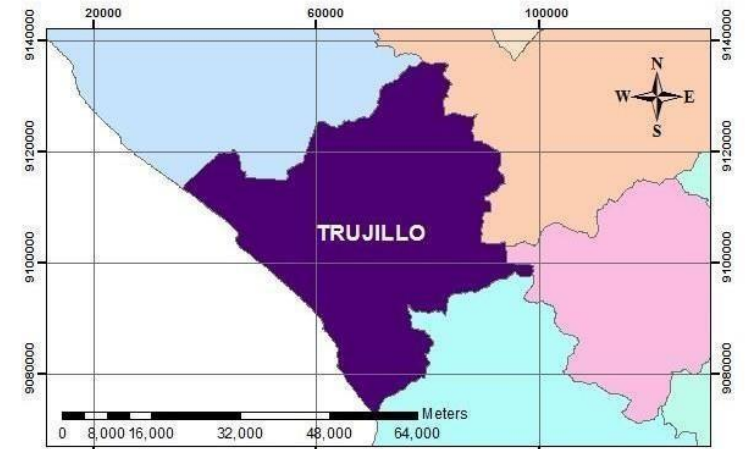 20000 60000 100000
9140000 9140000
N
W E
S
9120000 9120000
TRUJILLO
9100000 9100000
9080000 9080000
Meters
0 8,000 16,000 32,000 48,000 64,000